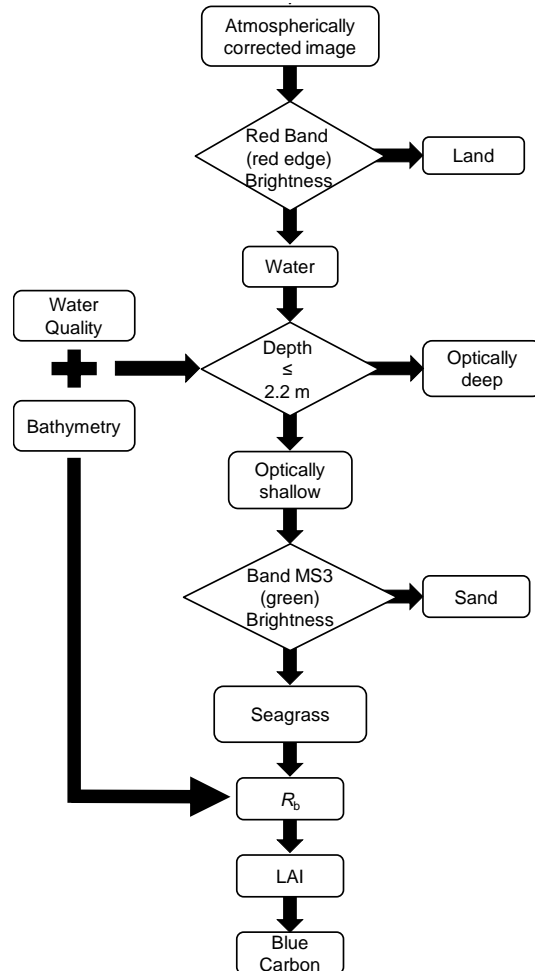 Atmospherically
corrected image
Red Band
(red edge)
Brightness
Land
Water
Water
Quality
Depth
≤
2.2 m
Optically
deep
Bathymetry
Optically
shallow
Band MS3
(green)
Brightness
Sand
Seagrass
Rb
LAI
Blue
Carbon